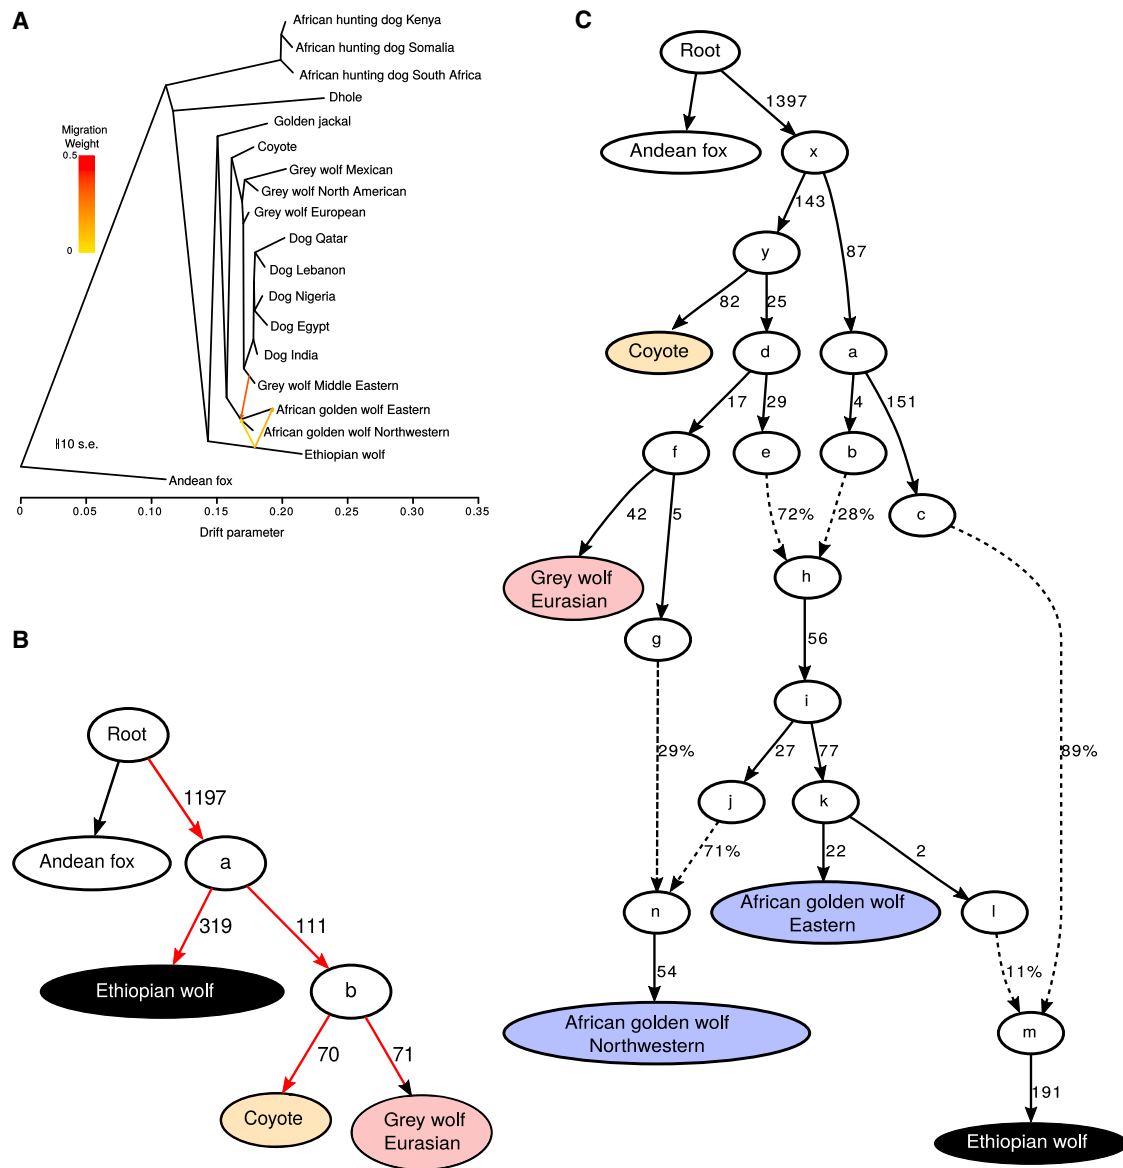 A
African hunting dog Kenya
African hunting dog Somalia
African hunting dog South Africa
Dhole
Golden jackal
Coyote
Grey wolf Mexican
Grey wolf North American
Grey wolf European
Dog Qatar
Dog Lebanon
Dog Nigeria
Dog Egypt
Dog India
Grey wolf Middle Eastern
African golden wolf Eastern
African golden wolf Northwestern
Ethiopian wolf
Andean fox
Migration
Weight
0.5
0
10 s.e.
0
0.05
0.10
0.15
0.20
0.25
0.30
0.35
Drift parameter
B
Root
1197
Andean fox
a
319
111
Ethiopian wolf
b
70
71
Coyote
Grey wolf
Eurasian
C
Root
1397
Andean fox
x
143
87
y
82
25
Coyote
d
a
17
29
4
151
f
e
b
c
42
5
72%
28%
Grey wolf
Eurasian
h
g
56
i
29%
27
77
89%
j
k
71%
22
2
n
African golden wolf
Eastern
l
54
11%
African golden wolf
Northwestern
m
191
Ethiopian wolf